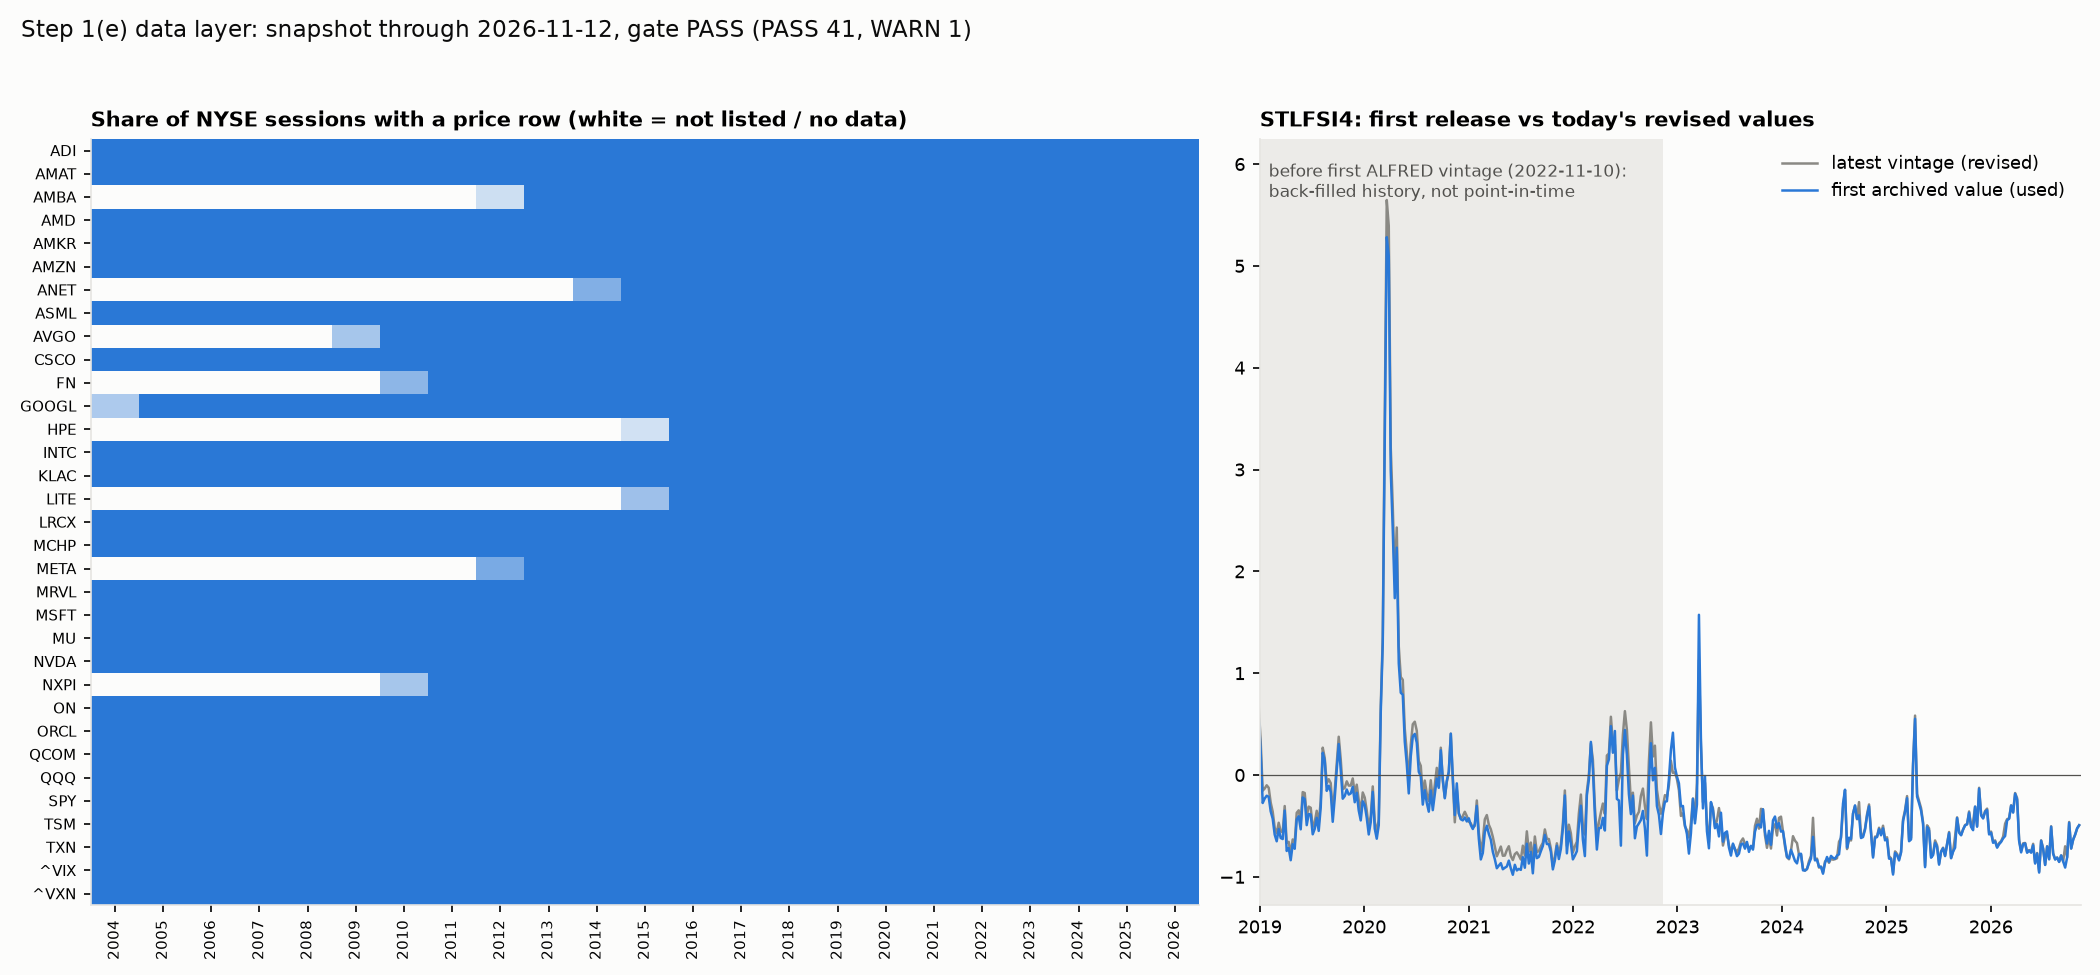 Step 1(e) data layer: snapshot through 2026-11-12, gate PASS (PASS 41, WARN 1)
Share of NYSE sessions with a price row (white = not listed / no data)
ADI
AMAT
AMBA
AMD
AMKR
AMZN
ANET
ASML
AVGO
CSCO
FN
GOOGL
HPE
INTC
KLAC
LITE
LRCX
MCHP
META
MRVL
MSFT
MU
NVDA
NXPI
ON
ORCL
QCOM
QQQ
SPY
TSM
TXN
^VIX
^VXN
2004 2005 2006 2007 2008 2009 2010 2011 2012 2013 2014 2015 2016 2017 2018 2019 2020 2021 2022 2023 2024 2025 2026
STLFSI4: first release vs today's revised values
before first ALFRED vintage (2022-11-10):
back-filled history, not point-in-time
latest vintage (revised)
first archived value (used)
6
5
4
3
2
1
0
−1
2019 2020 2021 2022 2023 2024 2025 2026